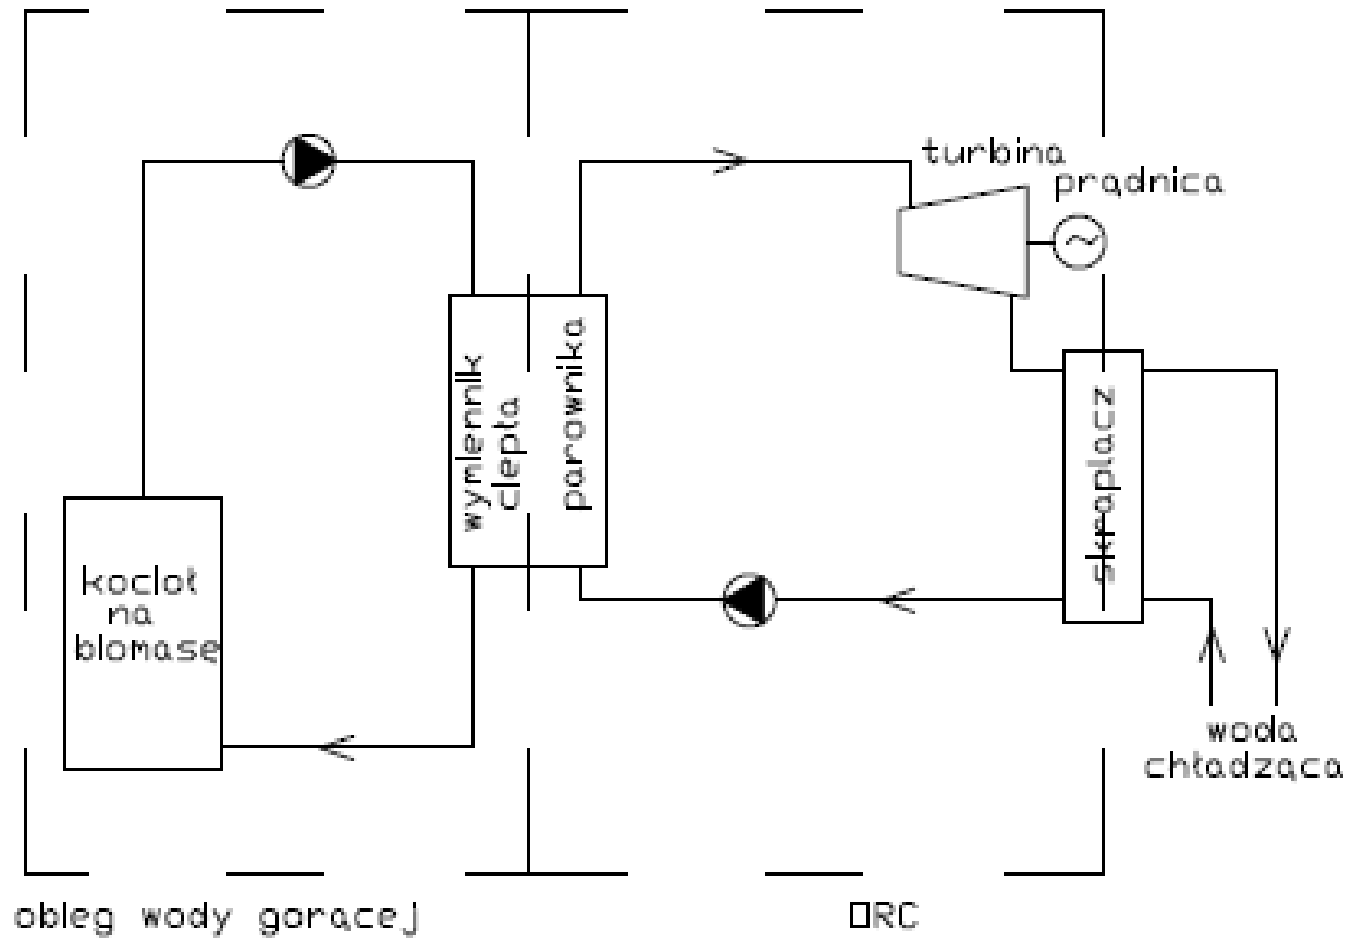 turbina
prądnica
wymiennik
ciepła
parownika
skraplacz
kocioł
na
biomasę
woda
chłodząca
obieg wody gorącej
ORC